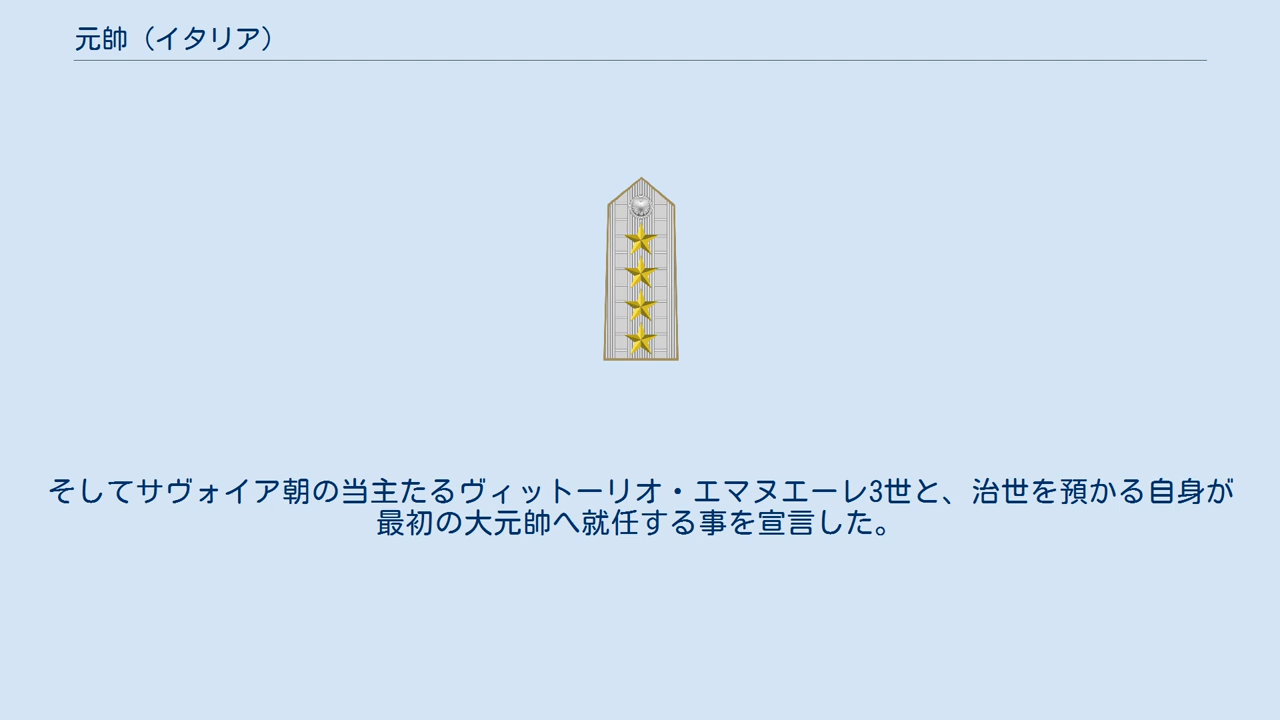 元帥（イタリア）
そしてサヴォイア朝の当主たるヴィットーリオ・エマヌエーレ3世と、治世を預かる自身が
最初の大元帥へ就任する事を宣言した。